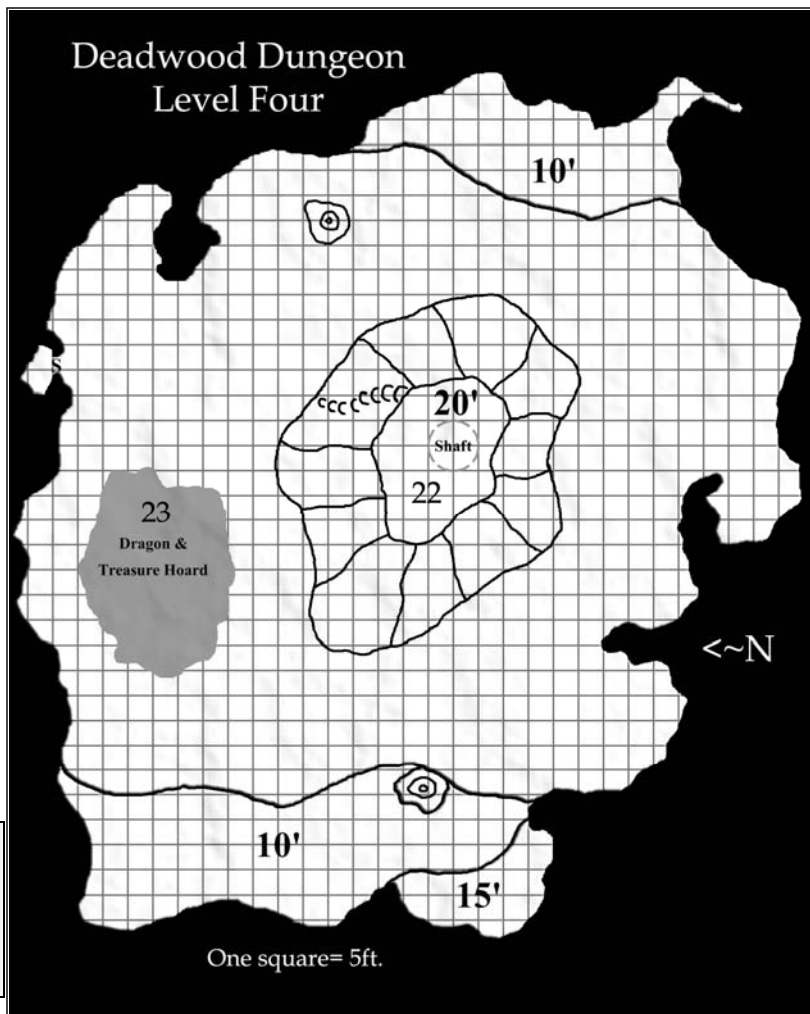 Deadwood Dungeon
Level Four
10'
S
20'
Shaft
22
23
Dragon &
Treasure Hoard
<~N
10'
15'
One square= 5ft.